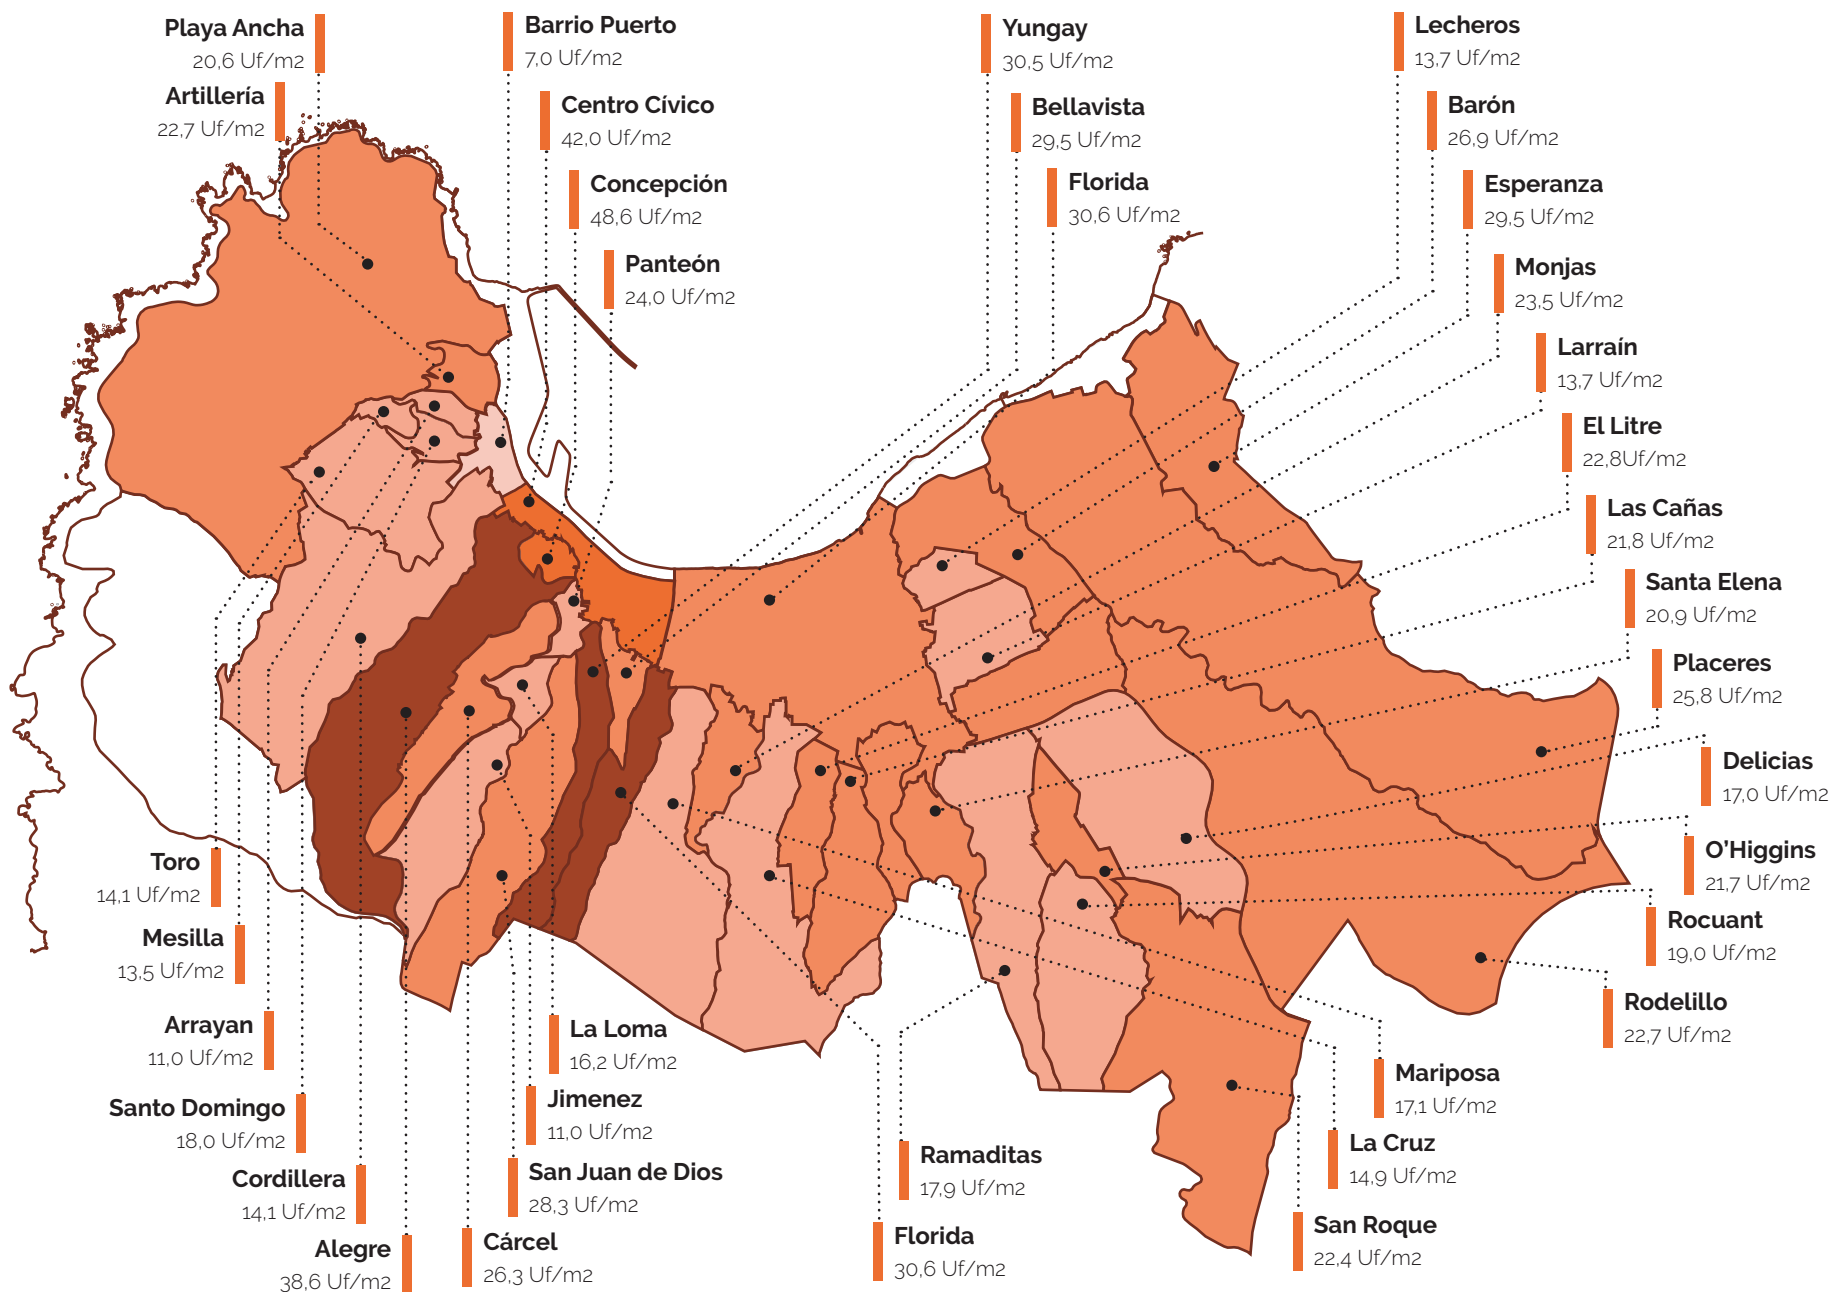 Playa Ancha
20,6 Uf/m2
Artillería
22,7 Uf/m2
Barrio Puerto
7,0 Uf/m2
Centro Cívico
42,0 Uf/m2
Concepción
48,6 Uf/m2
Panteón
24,0 Uf/m2
Yungay
30,5 Uf/m2
Bellavista
29,5 Uf/m2
Florida
30,6 Uf/m2
Lecheros
13,7 Uf/m2
Barón
26,9 Uf/m2
Esperanza
29,5 Uf/m2
Monjas
23,5 Uf/m2
Larraín
13,7 Uf/m2
El Litre
22,8Uf/m2
Las Cañas
21,8 Uf/m2
Santa Elena
20,9 Uf/m2
Placeres
25,8 Uf/m2
Delicias
17,0 Uf/m2
O'Higgins
21,7 Uf/m2
Rocuant
19,0 Uf/m2
Rodelillo
22,7 Uf/m2
Toro
14,1 Uf/m2
Mesilla
13,5 Uf/m2
Arrayan
11,0 Uf/m2
Santo Domingo
18,0 Uf/m2
Cordillera
14,1 Uf/m2
Alegre
38,6 Uf/m2
La Loma
16,2 Uf/m2
Jimenez
11,0 Uf/m2
San Juan de Dios
28,3 Uf/m2
Cárcel
26,3 Uf/m2
Ramaditas
17,9 Uf/m2
Florida
30,6 Uf/m2
Mariposa
17,1 Uf/m2
La Cruz
14,9 Uf/m2
San Roque
22,4 Uf/m2